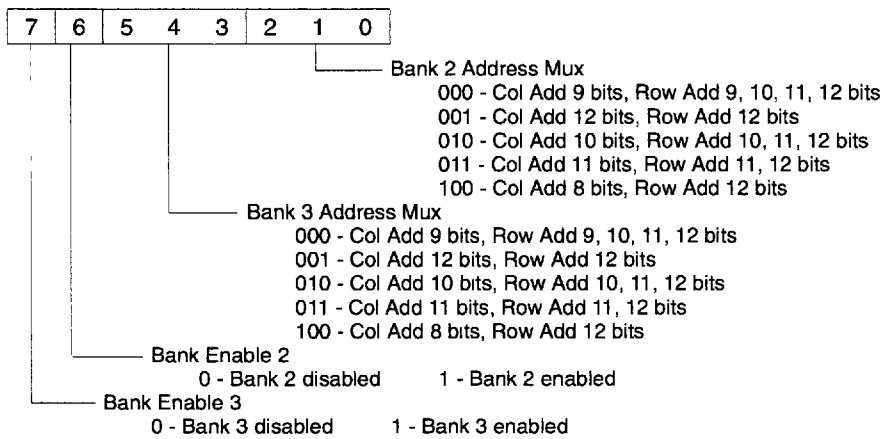 7 6 5 4 3 2 1 0
Bank 2 Address Mux
000 - Col Add 9 bits, Row Add 9, 10, 11, 12 bits
001 - Col Add 12 bits, Row Add 12 bits
010 - Col Add 10 bits, Row Add 10, 11, 12 bits
011 - Col Add 11 bits, Row Add 11, 12 bits
100 - Col Add 8 bits, Row Add 12 bits
Bank 3 Address Mux
000 - Col Add 9 bits, Row Add 9, 10, 11, 12 bits
001 - Col Add 12 bits, Row Add 12 bits
010 - Col Add 10 bits, Row Add 10, 11, 12 bits
011 - Col Add 11 bits, Row Add 11, 12 bits
100 - Col Add 8 bits, Row Add 12 bits
Bank Enable 2
0 - Bank 2 disabled 1 - Bank 2 enabled
Bank Enable 3
0 - Bank 3 disabled 1 - Bank 3 enabled